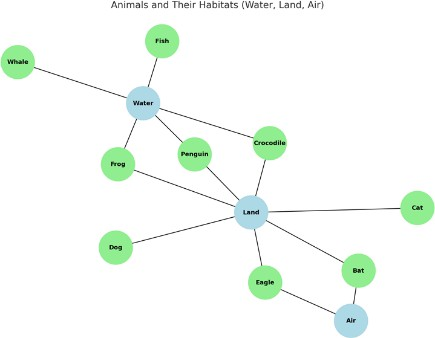 Animals and Their Habitats (Water, Land, Air)
Fish
Whale
Water
Crocodile
Penguin
Frog
Cat
Land
Dog
Bat
Eagle
Air